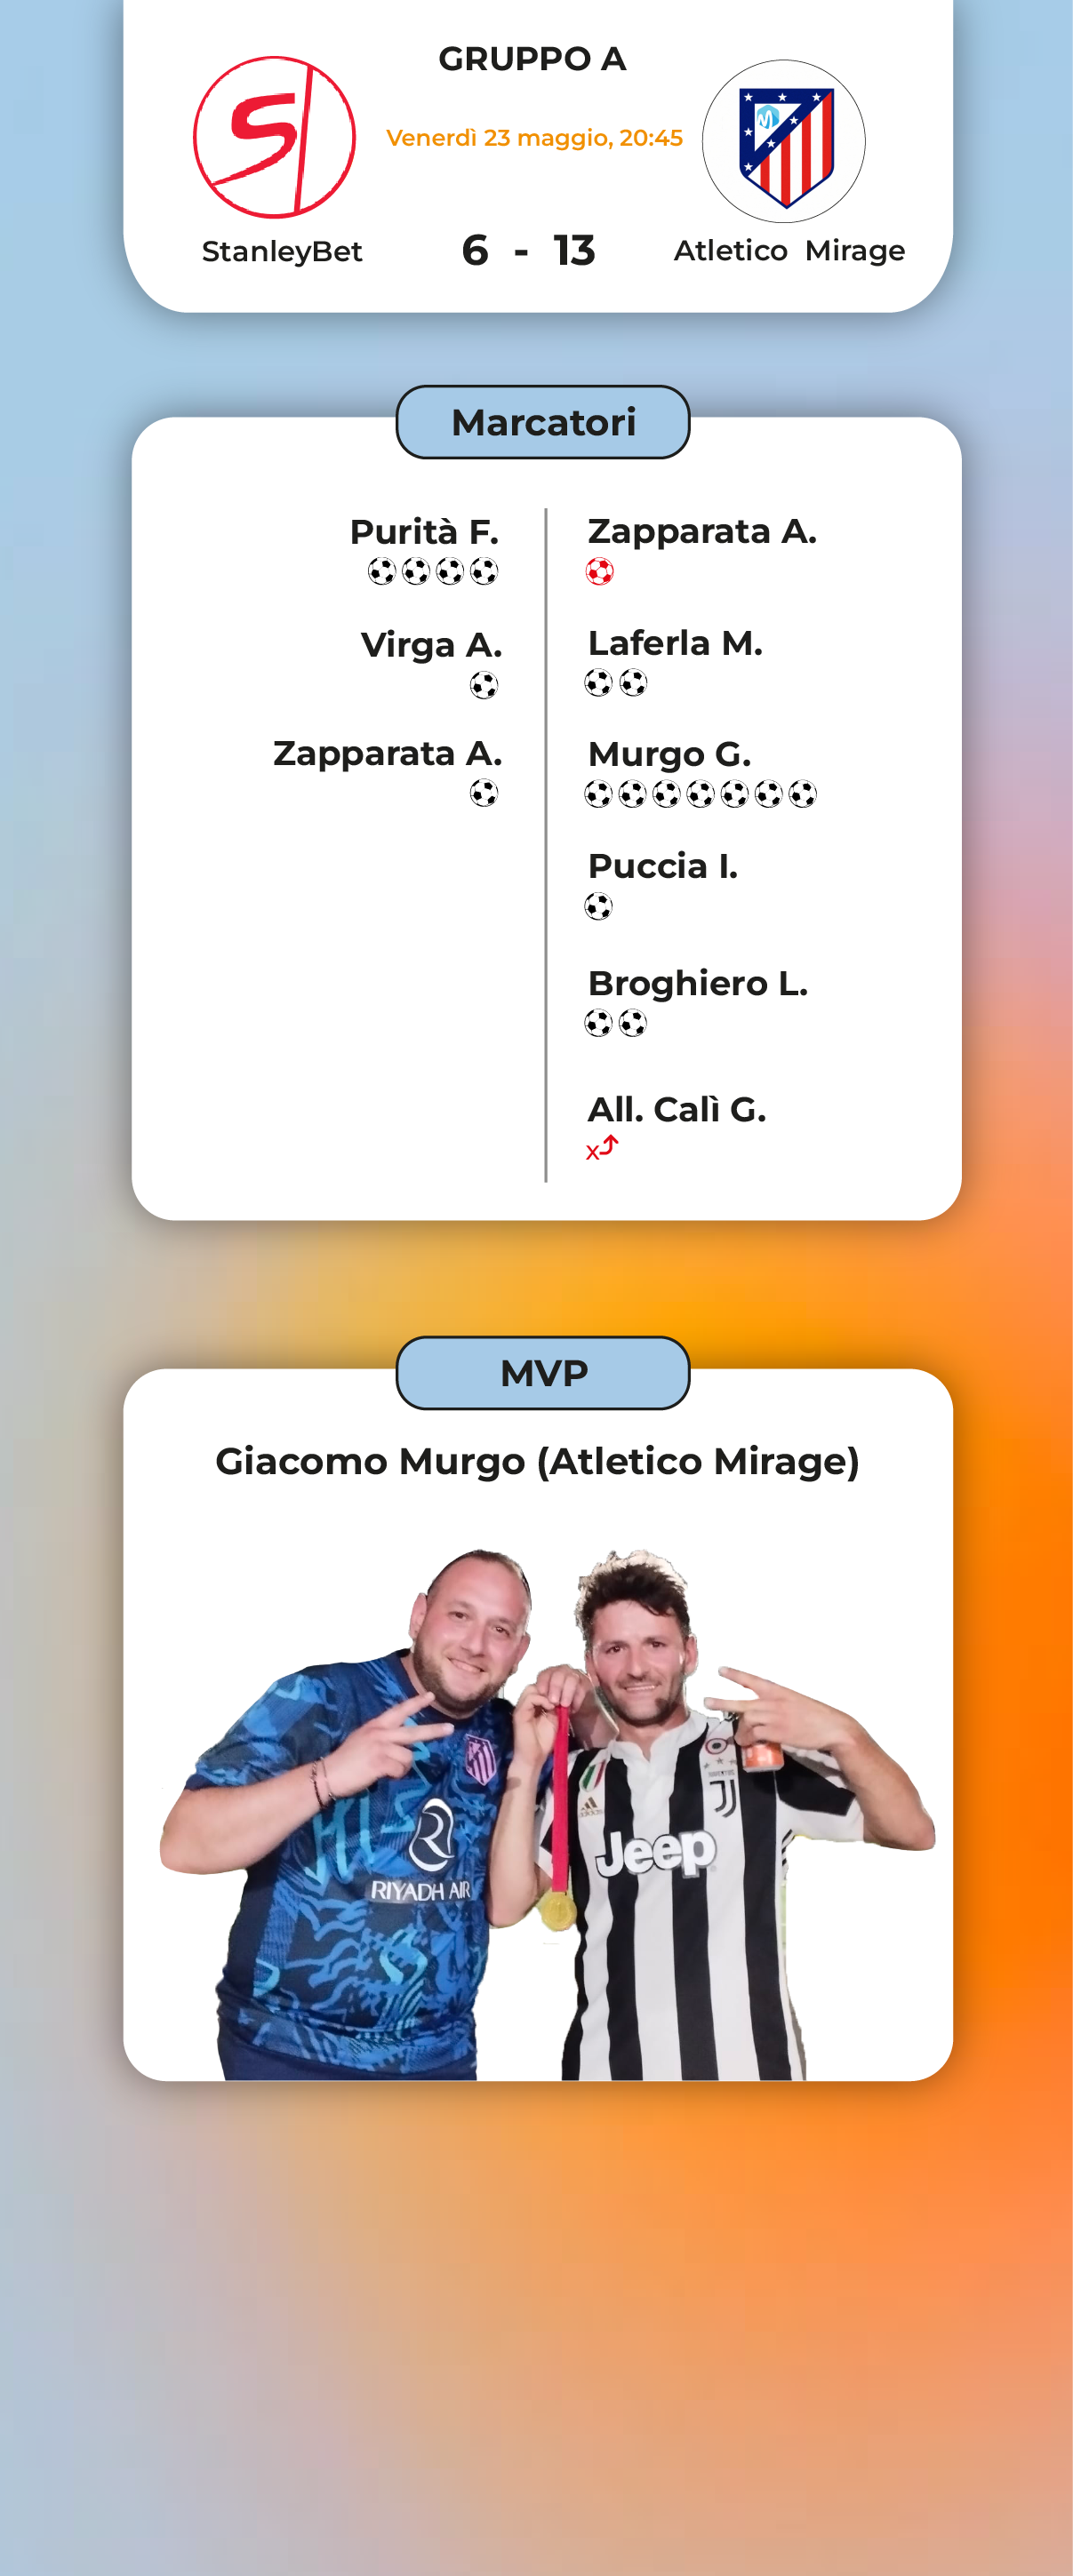 GRUPPO A
Venerdì 23 maggio, 20:45
StanleyBet
6 - 13
Atletico Mirage
Marcatori
Purità F.
Virga A.
Zapparata A.
Zapparata A.
Laferla M.
Murgo G.
Puccia I.
Broghiero L.
All. Calì G.
x
MVP
Giacomo Murgo (Atletico Mirage)
RIYADH AIR
Jeep